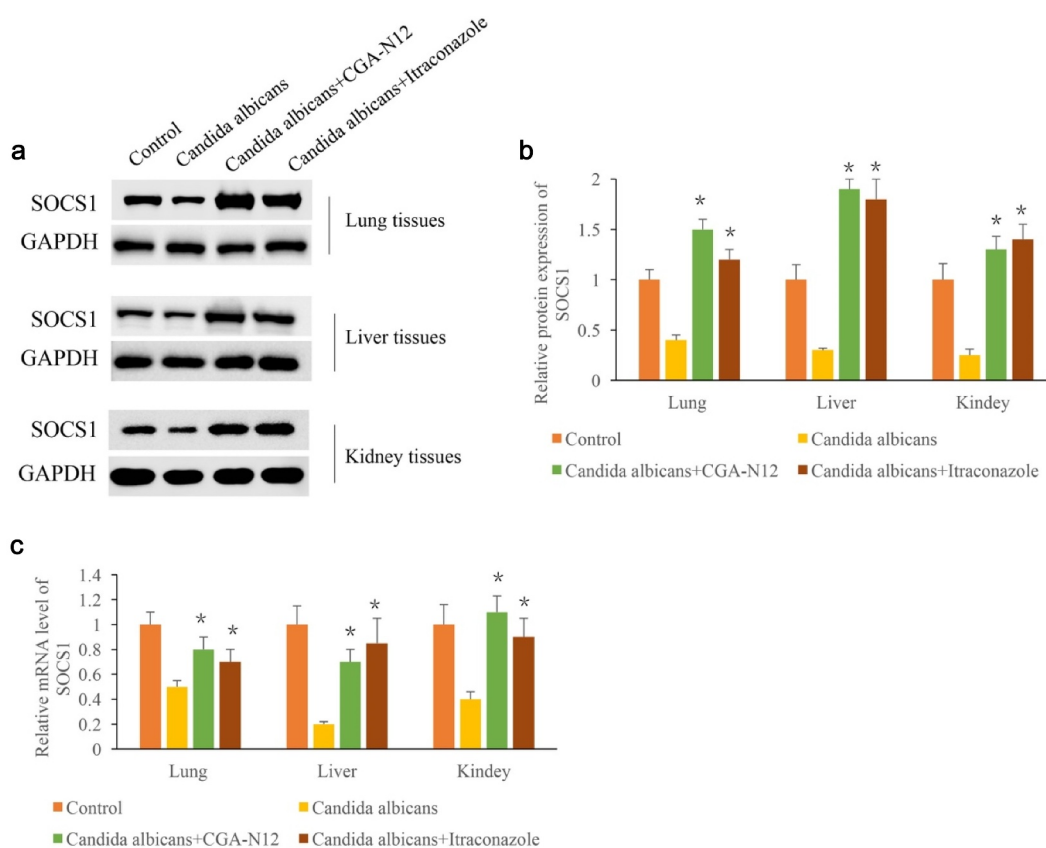 a
Control
Candida albicans
Candida albicans+CGA-N12
Candida albicans+Itraconazole
SOCS1
GAPDH
Lung tissues
SOCS1
GAPDH
Liver tissues
SOCS1
GAPDH
Kidney tissues
b
Relative protein expression of
SOCS1
2
1.5
1
0.5
0
* * * * * *
Lung Liver Kindey
Control Candida albicans
Candida albicans+CGA-N12 Candida albicans+Itraconazole
c
Relative mRNA level of
SOCS1
1.4
1.2
1
0.8
0.6
0.4
0.2
0
* * * * * *
Lung Liver Kindey
Control Candida albicans
Candida albicans+CGA-N12 Candida albicans+Itraconazole